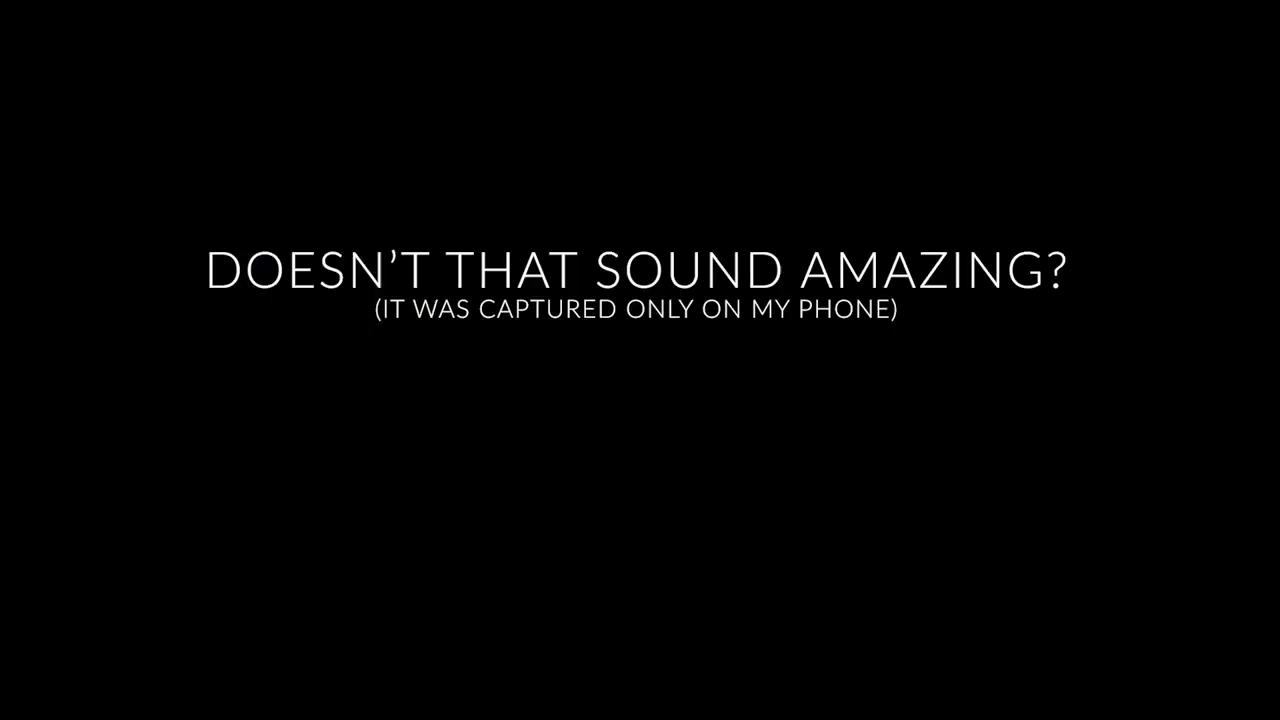 DOESN’T THAT SOUND AMAZING?
(IT WAS CAPTURED ONLY ON MY PHONE)